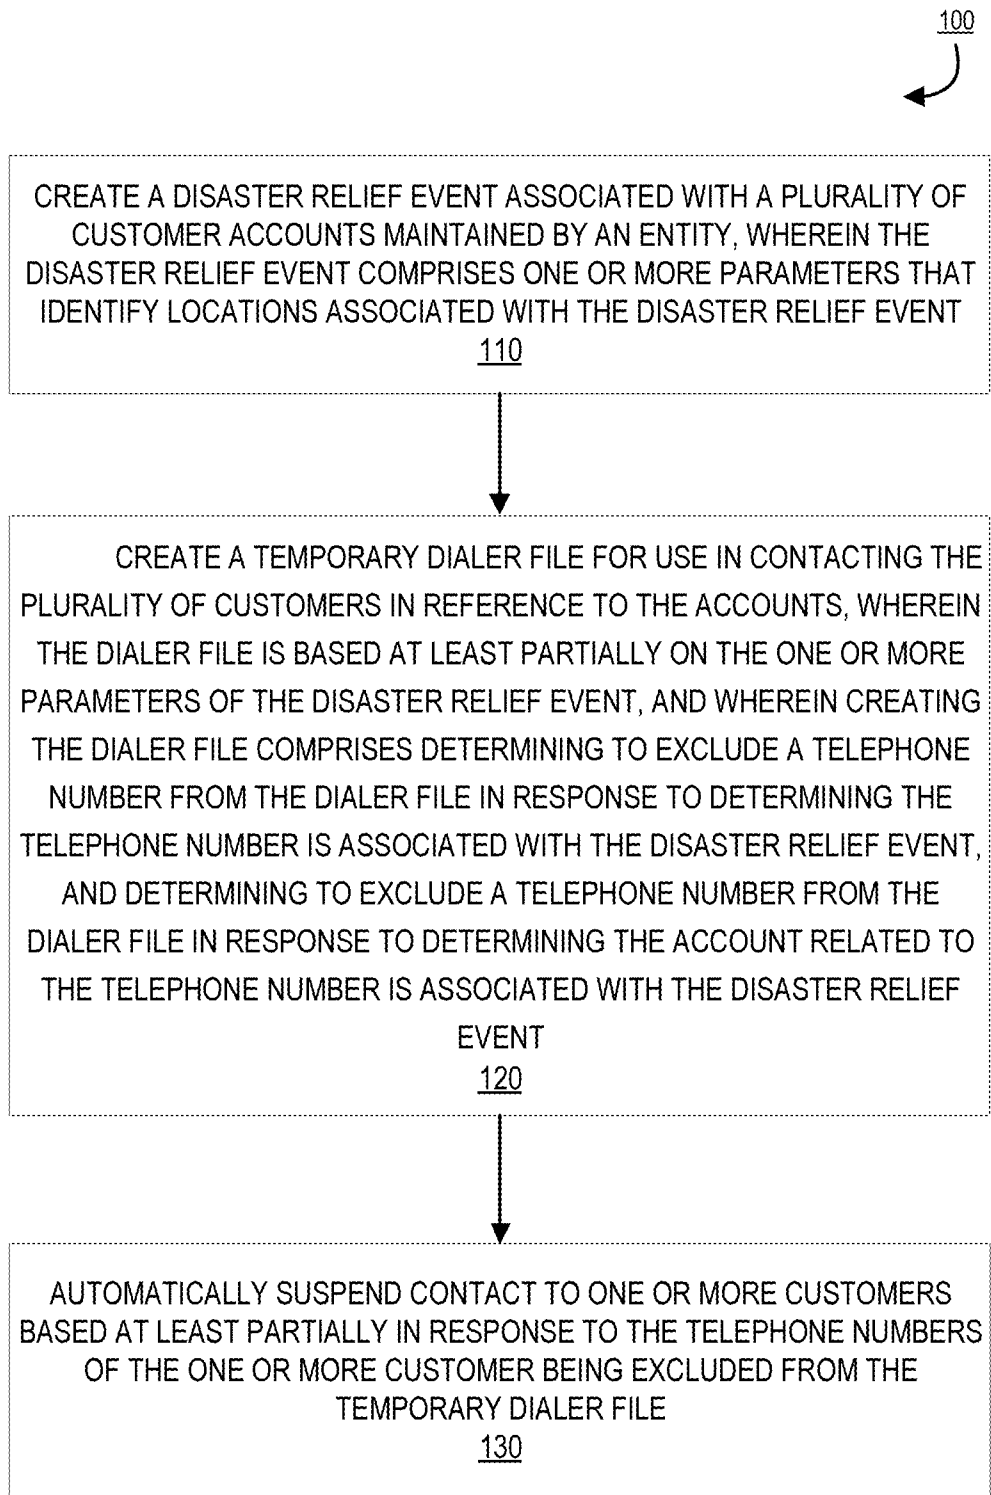 100
CREATE A DISASTER RELIEF EVENT ASSOCIATED WITH A PLURALITY OF
CUSTOMER ACCOUNTS MAINTAINED BY AN ENTITY, WHEREIN THE
DISASTER RELIEF EVENT COMPRISES ONE OR MORE PARAMETERS THAT
IDENTIFY LOCATIONS ASSOCIATED WITH THE DISASTER RELIEF EVENT
110
CREATE A TEMPORARY DIALER FILE FOR USE IN CONTACTING THE
PLURALITY OF CUSTOMERS IN REFERENCE TO THE ACCOUNTS, WHEREIN
THE DIALER FILE IS BASED AT LEAST PARTIALLY ON THE ONE OR MORE
PARAMETERS OF THE DISASTER RELIEF EVENT, AND WHEREIN CREATING
THE DIALER FILE COMPRISES DETERMINING TO EXCLUDE A TELEPHONE
NUMBER FROM THE DIALER FILE IN RESPONSE TO DETERMINING THE
TELEPHONE NUMBER IS ASSOCIATED WITH THE DISASTER RELIEF EVENT,
AND DETERMINING TO EXCLUDE A TELEPHONE NUMBER FROM THE
DIALER FILE IN RESPONSE TO DETERMINING THE ACCOUNT RELATED TO
THE TELEPHONE NUMBER IS ASSOCIATED WITH THE DISASTER RELIEF
EVENT
120
AUTOMATICALLY SUSPEND CONTACT TO ONE OR MORE CUSTOMERS
BASED AT LEAST PARTIALLY IN RESPONSE TO THE TELEPHONE NUMBERS
OF THE ONE OR MORE CUSTOMER BEING EXCLUDED FROM THE
TEMPORARY DIALER FILE
130